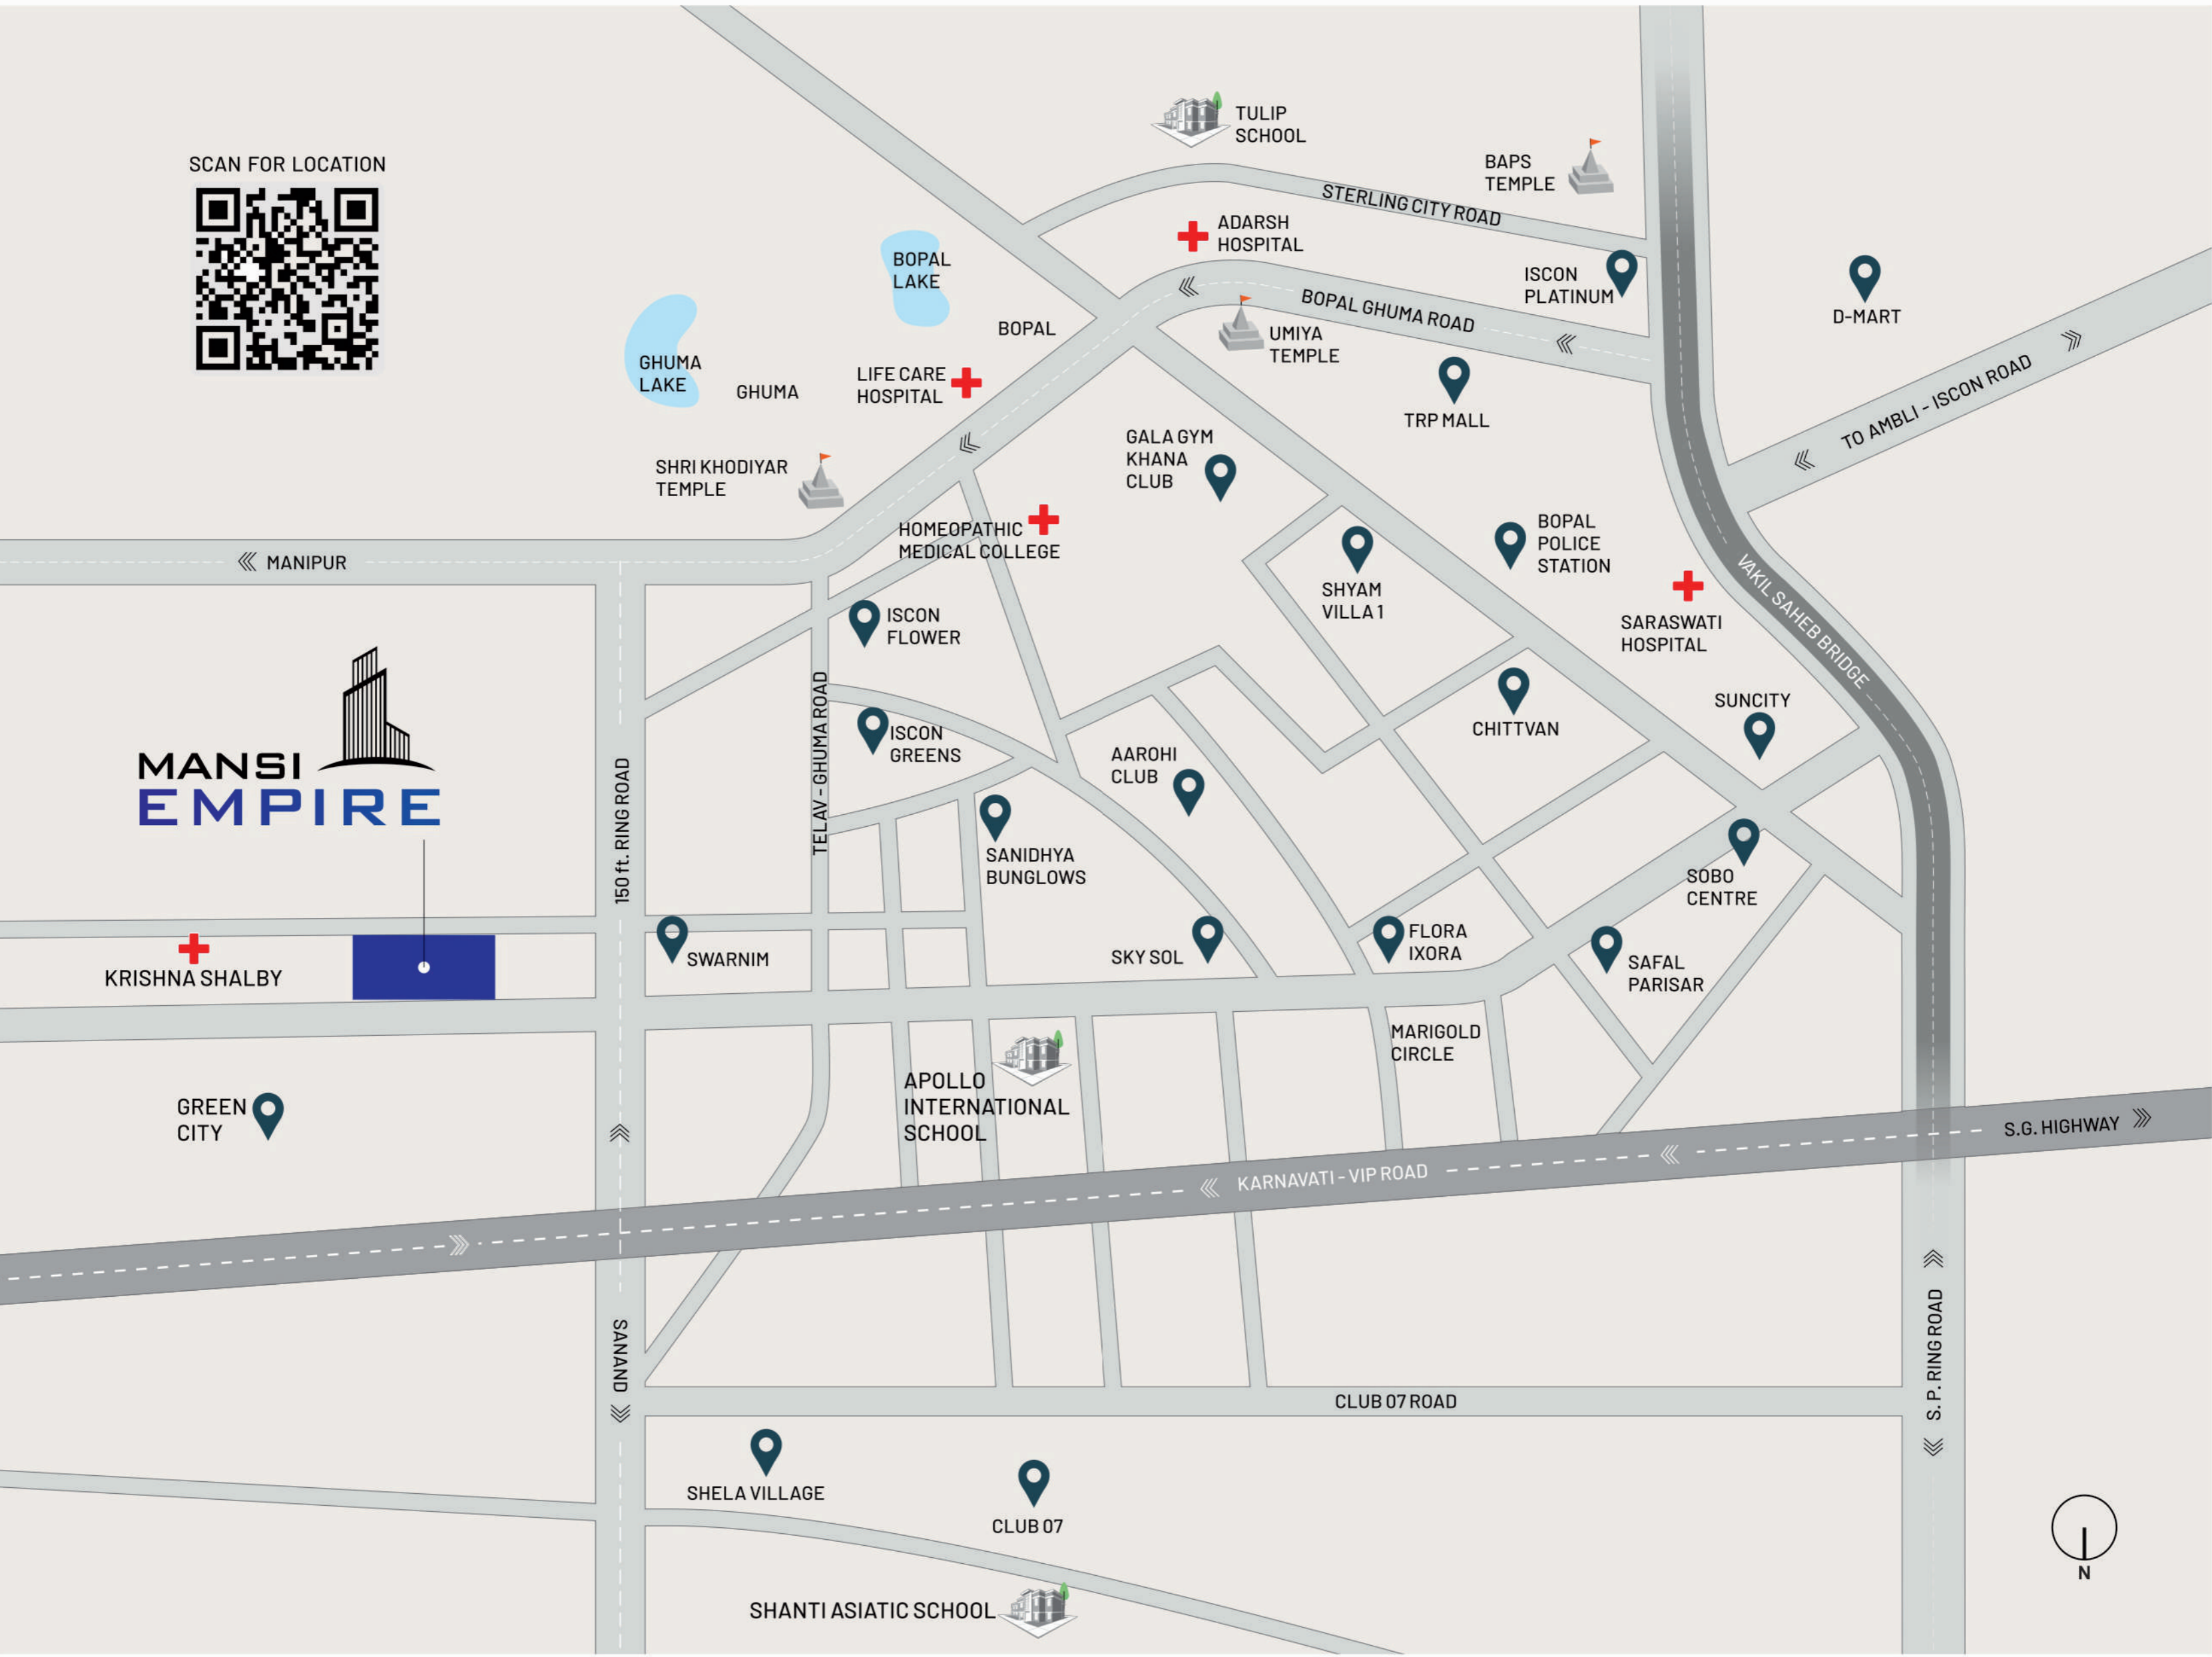 TULIP
SCHOOL
SCAN FOR LOCATION
BAPS
TEMPLE
STERLING CITY ROAD
ADARSH
HOSPITAL
BOPAL
LAKE
ISCON
PLATINUM
BOPAL GHUMA ROAD
D-MART
BOPAL
UMIYA
TEMPLE
GHUMA
LAKE
GHUMA
LIFE CARE
HOSPITAL
TO AMBLI - ISCON ROAD
TRP MALL
GALA GYM
KHANA
CLUB
SHRI KHODIYAR
TEMPLE
HOMEOPATHIC
MEDICAL COLLEGE
BOPAL
POLICE
STATION
MANIPUR
SHYAM
VILLA 1
VAKIL SAHEB BRIDGE
SARASWATI
HOSPITAL
ISCON
FLOWER
SUNCITY
TELAV - GHUMA ROAD
CHITTVAN
ISCON
GREENS
MANSI
EMPIRE
AAROHI
CLUB
150 ft. RING ROAD
SANIDHYA
BUNGLOWS
SOBO
CENTRE
FLORA
IXORA
SWARNIM
SKY SOL
SAFAL
PARISAR
KRISHNA SHALBY
MARIGOLD
CIRCLE
APOLLO
INTERNATIONAL
SCHOOL
GREEN
CITY
S.G. HIGHWAY
KARNAVATI - VIP ROAD
SANAND
S. P. RING ROAD
CLUB 07 ROAD
SHELA VILLAGE
CLUB 07
N
SHANTI ASIATIC SCHOOL